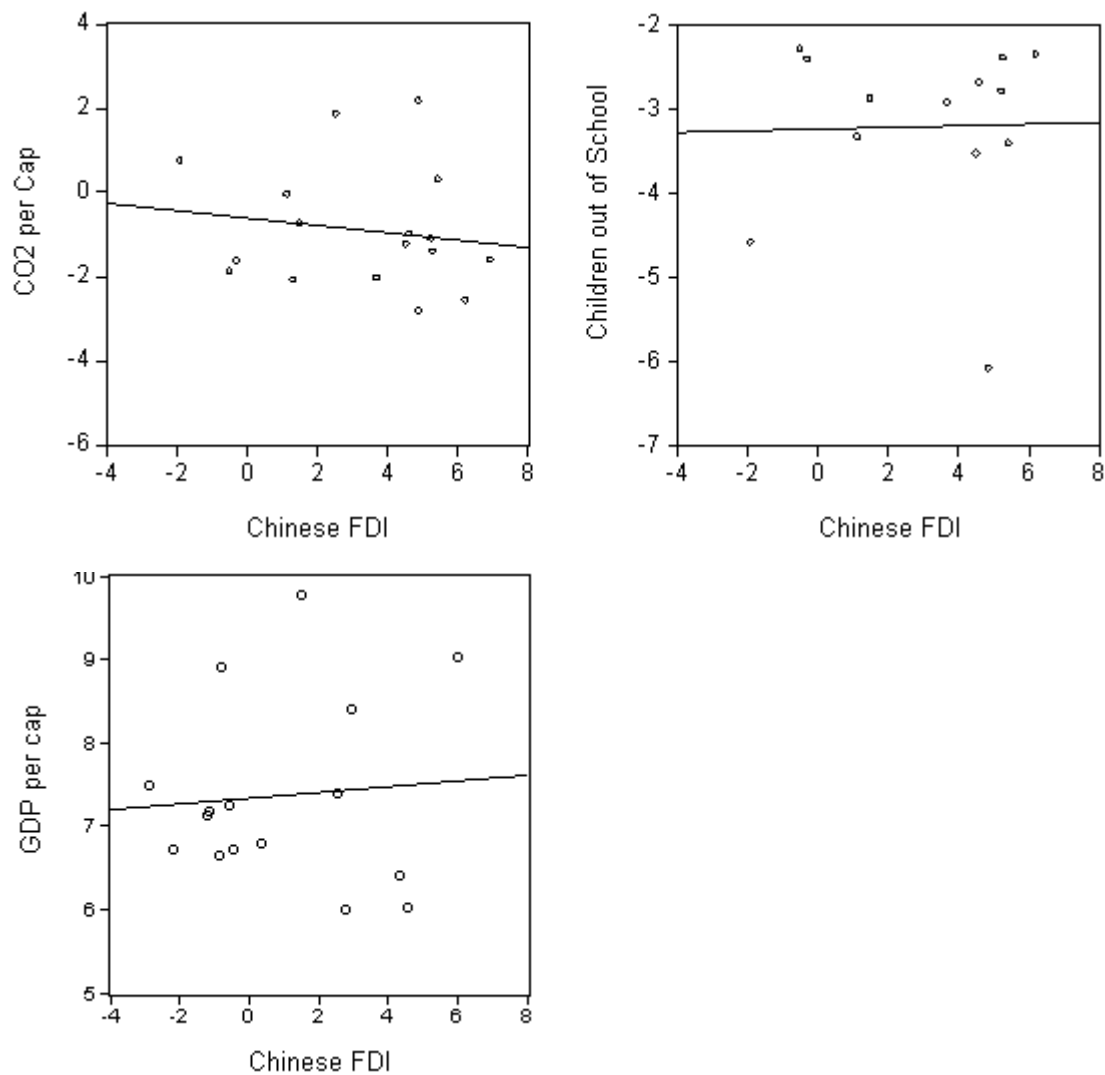 4
2
0
-2
-4
-6
-4 -2 0 2 4 6 8
CO2 per Cap
Chinese FDI
-2
-3
-4
-5
-6
-7
-4 -2 0 2 4 6 8
Children out of School
Chinese FDI
10
9
8
7
6
5
-4 -2 0 2 4 6 8
GDP per cap
Chinese FDI